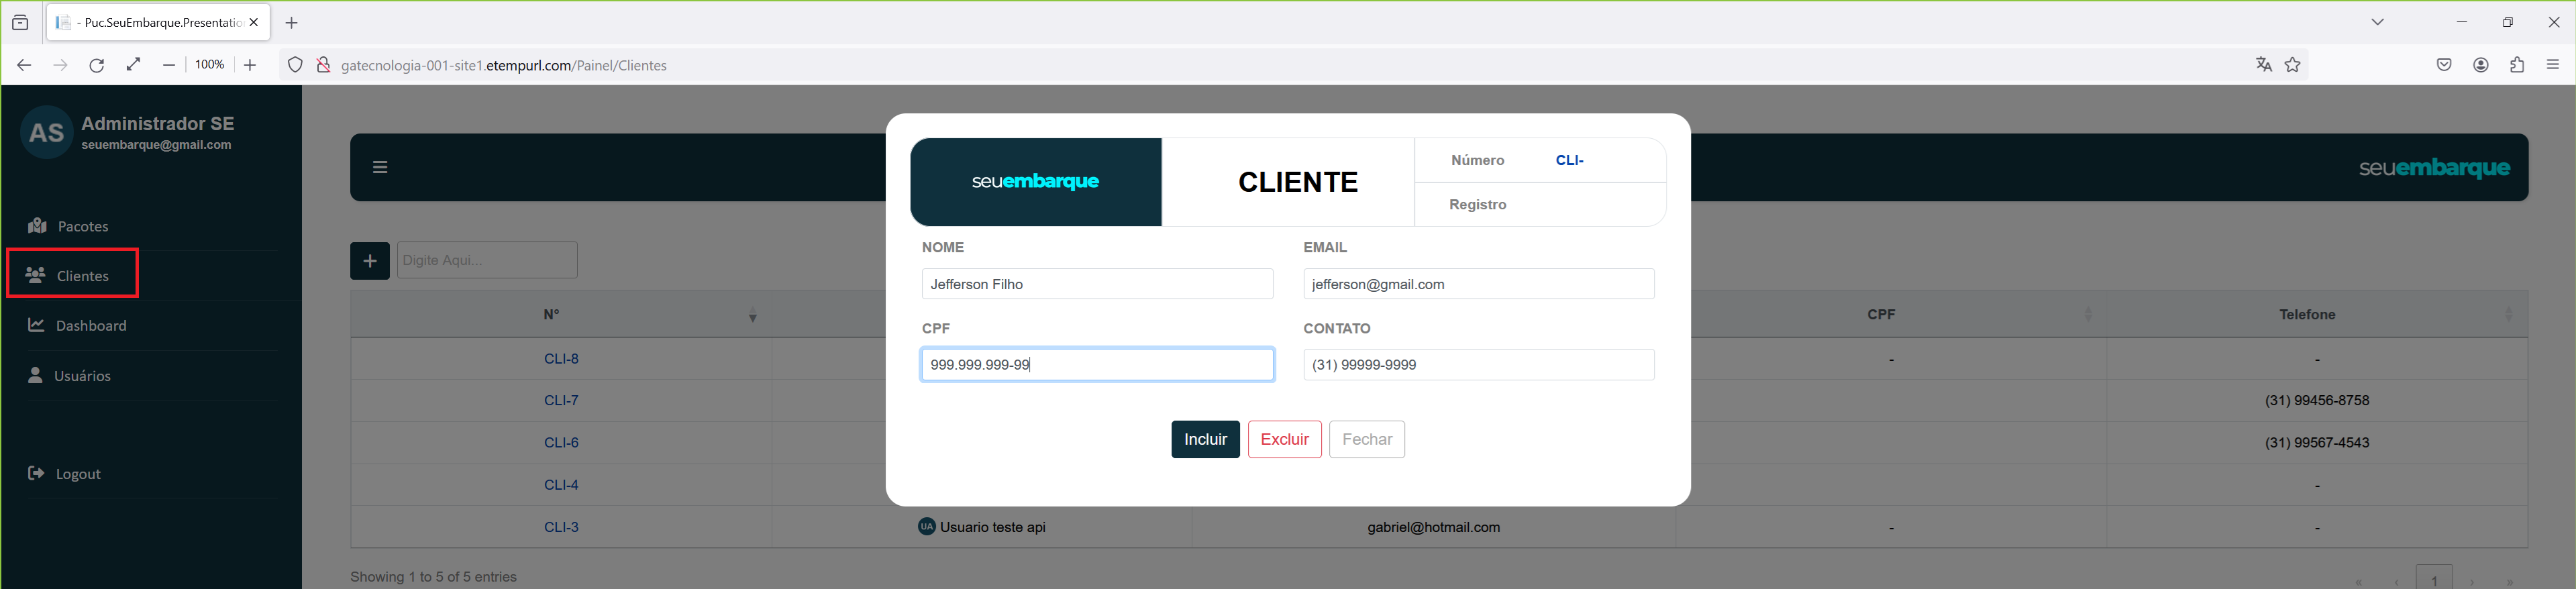 - Puc.SeuEmbarque.Presentatio
100%
gatecnologia-001-site1.etempurl.com/Painel/Clientes
AS
Administrador SE
seuembarque@gmail.com
Pacotes
Clientes
Dashboard
Usuários
Logout
seuembarque
Digite Aqui...
seuembarque
CLIENTE
Número CLI-
Registro
NOME EMAIL
Jefferson Filho jefferson@gmail.com
CPF CONTATO
999.999.999-99 (31) 99999-9999
Incluir Excluir Fechar
N° CPF Telefone
CLI-8 - -
CLI-7 (31) 99456-8758
CLI-6 (31) 99567-4543
CLI-4 -
CLI-3 UA Usuario teste api gabriel@hotmail.com - -
Showing 1 to 5 of 5 entries
« ‹ 1 › »